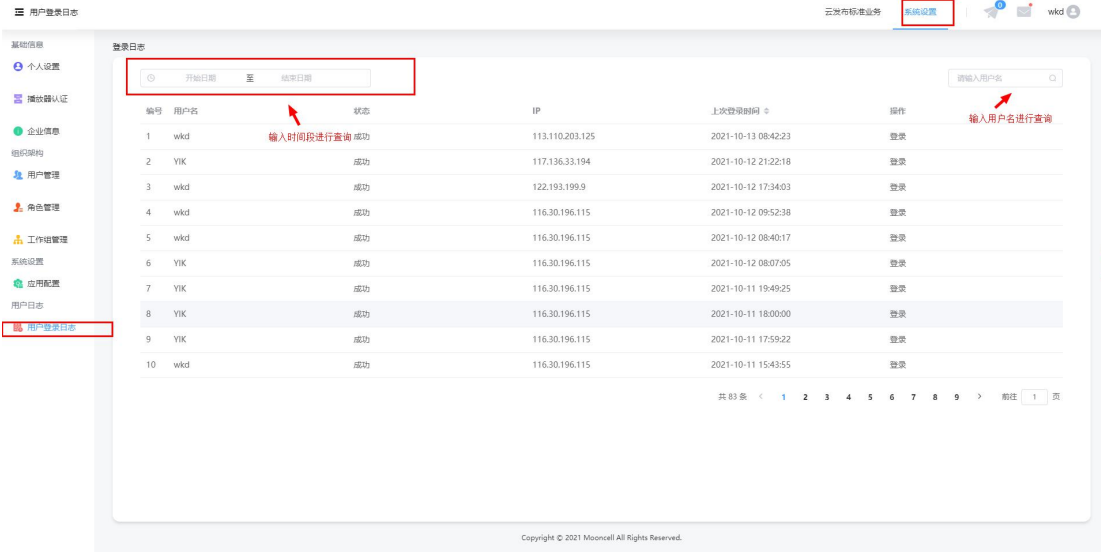 用户登录日志 云发布标准业务 系统设置 0 wkd
基础信息
个人设置
播放器认证
企业信息
组织架构
用户管理
角色管理
工作组管理
系统设置
应用配置
用户日志
用户登录日志
登录日志
开始日期 至 结束日期 请输入用户名
输入时间段进行查询
输入用户名进行查询
编号 用户名 状态 IP 上次登录时间 操作
1 wkd 成功 113.110.203.125 2021-10-13 08:42:23 登录
2 YIK 成功 117.136.33.194 2021-10-12 21:22:18 登录
3 wkd 成功 122.193.199.9 2021-10-12 17:34:03 登录
4 wkd 成功 116.30.196.115 2021-10-12 09:52:38 登录
5 wkd 成功 116.30.196.115 2021-10-12 08:40:17 登录
6 YIK 成功 116.30.196.115 2021-10-12 08:07:05 登录
7 YIK 成功 116.30.196.115 2021-10-11 19:49:25 登录
8 YIK 成功 116.30.196.115 2021-10-11 18:00:00 登录
9 YIK 成功 116.30.196.115 2021-10-11 17:59:22 登录
10 wkd 成功 116.30.196.115 2021-10-11 15:43:55 登录
共 83 条 < 1 2 3 4 5 6 7 8 9 > 前往 1 页
Copyright © 2021 Mooncell All Rights Reserved.